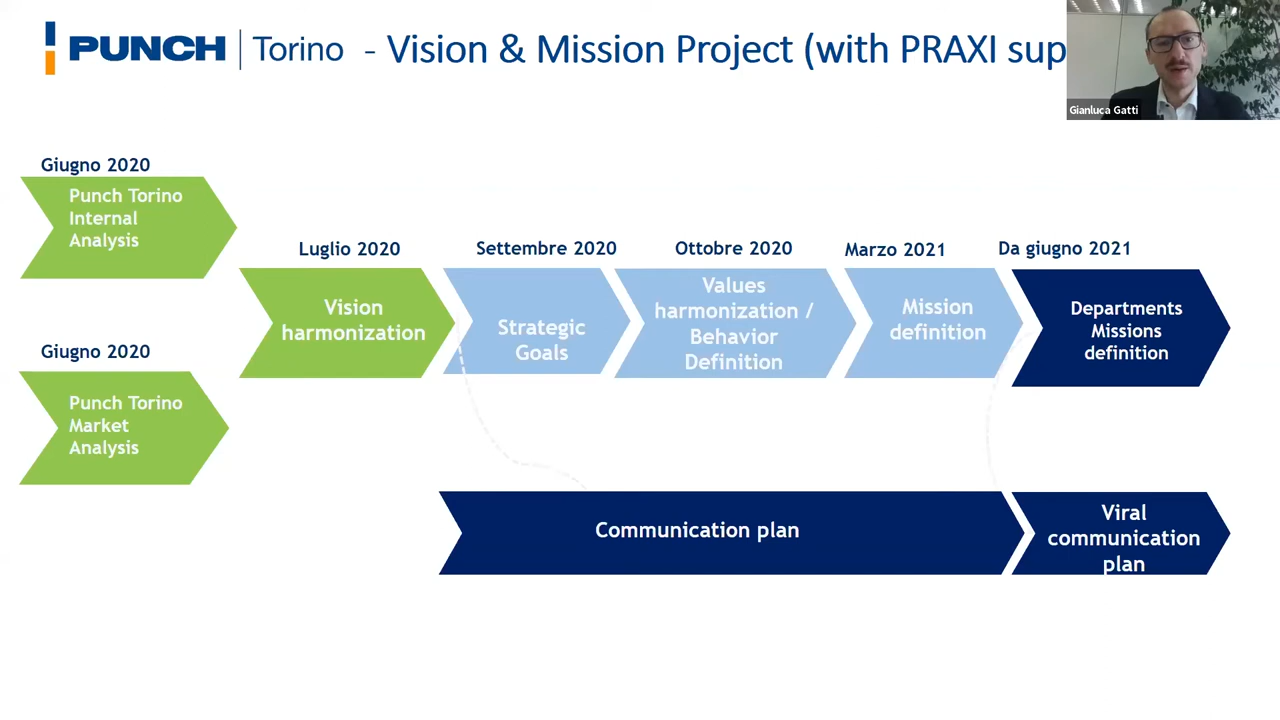 PUNCH Torino - Vision & Mission Project (with PRAXI sup
Gianluca Gatti
Giugno 2020
Punch Torino
Internal
Analysis
Luglio 2020
Vision
harmonization
Settembre 2020
Strategic
Goals
Ottobre 2020
Values
harmonization /
Behavior
Definition
Marzo 2021
Mission
definition
Da giugno 2021
Departments
Missions
definition
Giugno 2020
Punch Torino
Market
Analysis
Communication plan
Viral
communication
plan